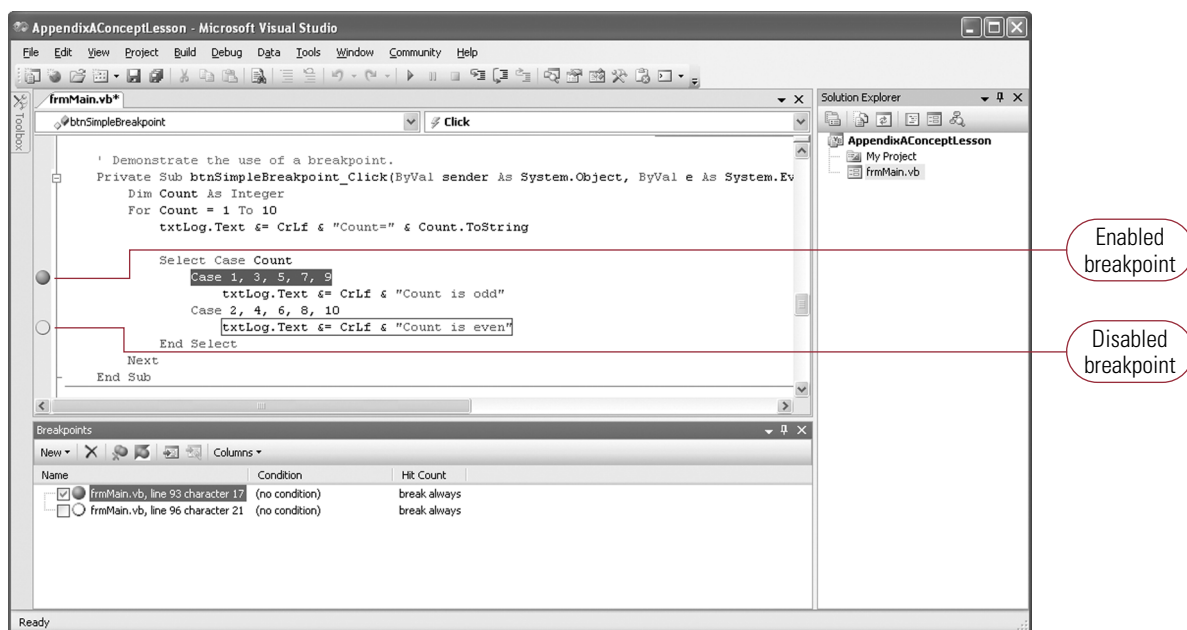 AppendixAConceptLesson - Microsoft Visual Studio
File Edit View Project Build Debug Data Tools Window Community Help
Toolbox
frmMain.vb*
btnSimpleBreakpoint
Click
' Demonstrate the use of a breakpoint.
Private Sub btnSimpleBreakpoint_Click(ByVal sender As System.Object, ByVal e As System.Ev
Dim Count As Integer
For Count = 1 To 10
txtLog.Text &= CrLf & "Count=" & Count.ToString
Select Case Count
Case 1, 3, 5, 7, 9
txtLog.Text &= CrLf & "Count is odd"
Case 2, 4, 6, 8, 10
txtLog.Text &= CrLf & "Count is even"
End Select
Next
End Sub
Solution Explorer
AppendixAConceptLesson
My Project
frmMain.vb
Enabled
breakpoint
Disabled
breakpoint
Breakpoints
New Columns
Name Condition Hit Count
frmMain.vb, line 93 character 17 (no condition) break always
frmMain.vb, line 96 character 21 (no condition) break always
Ready